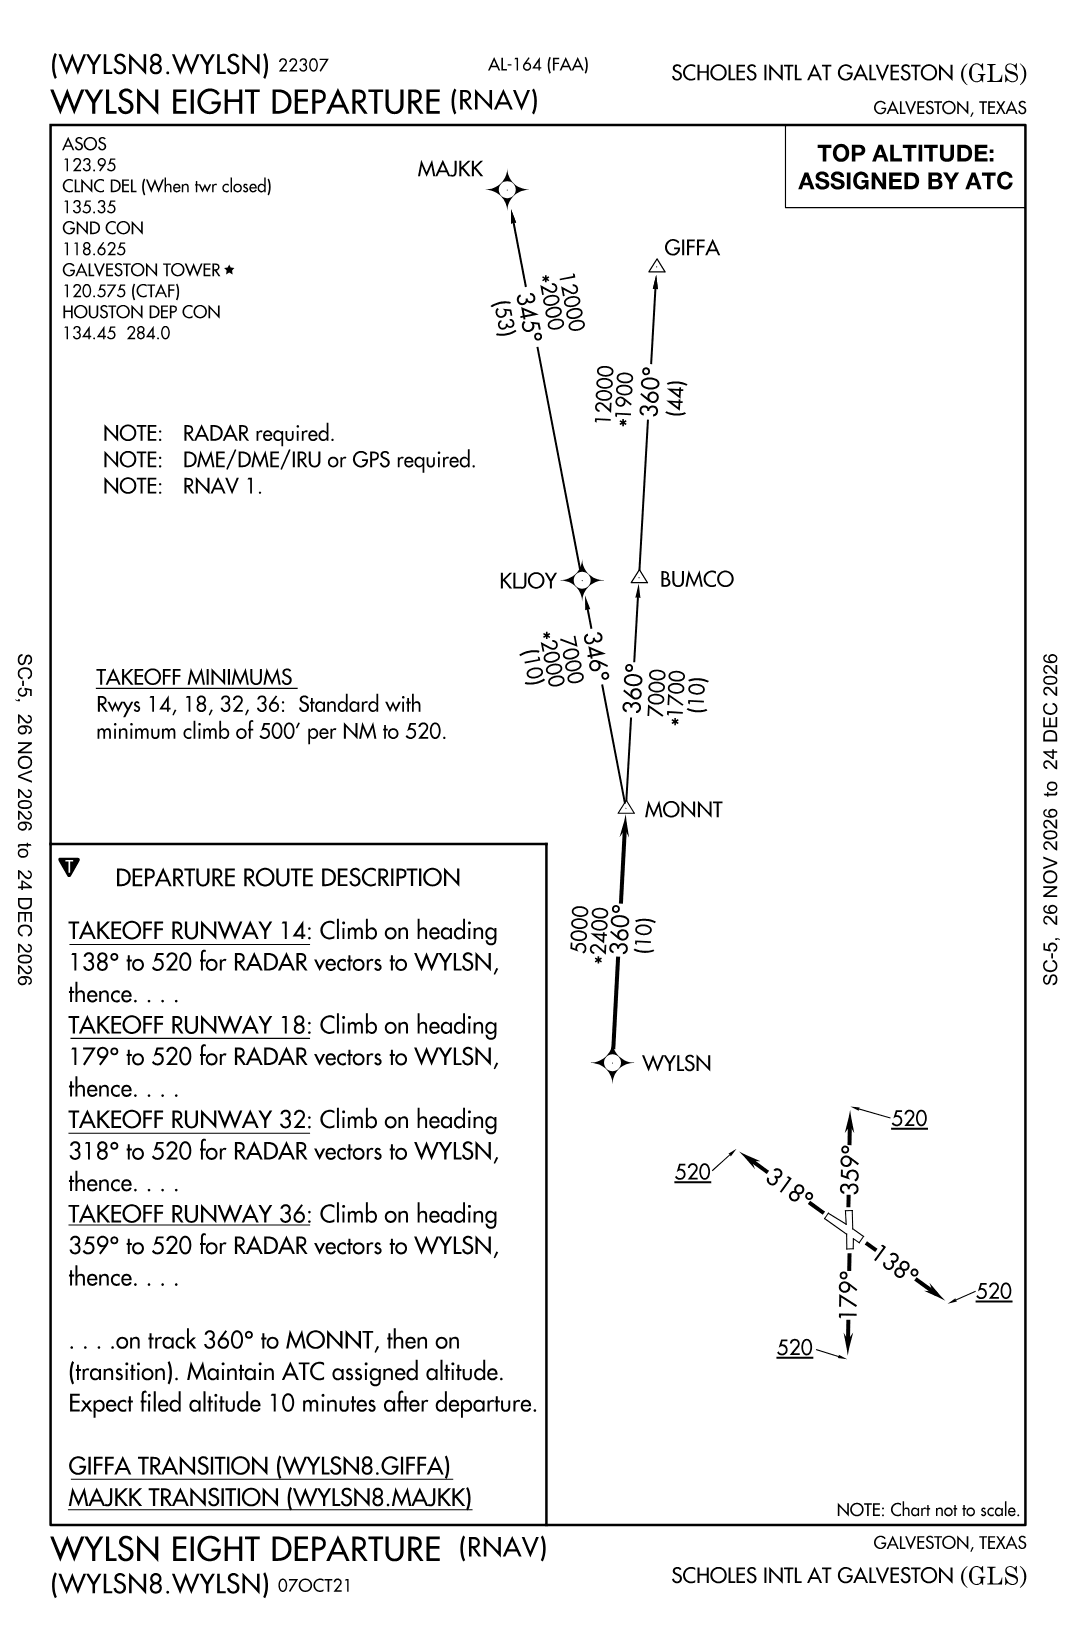 (WYLSN8.WYLSN) 22307
AL-164 (FAA)
SCHOLES INTL AT GALVESTON (GLS)
WYLSN EIGHT DEPARTURE (RNAV)
GALVESTON, TEXAS
ASOS
123.95
CLNC DEL (When twr closed)
135.35
GND CON
118.625
GALVESTON TOWER ★
120.575 (CTAF)
HOUSTON DEP CON
134.45 284.0
TOP ALTITUDE:
ASSIGNED BY ATC
MAJKK
GIFFA
12000
*2000
345°
(53)
12000
*1900
360°
(44)
NOTE: RADAR required.
NOTE: DME/DME/IRU or GPS required.
NOTE: RNAV 1.
KLJOY
BUMCO
346°
7000
*2000
(10)
360°
7000
*1700
(10)
TAKEOFF MINIMUMS
Rwys 14, 18, 32, 36: Standard with
minimum climb of 500' per NM to 520.
MONNT
5000
*2400
360°
(10)
WYLSN
T
DEPARTURE ROUTE DESCRIPTION
TAKEOFF RUNWAY 14: Climb on heading
138° to 520 for RADAR vectors to WYLSN,
thence. . . .
TAKEOFF RUNWAY 18: Climb on heading
179° to 520 for RADAR vectors to WYLSN,
thence. . . .
TAKEOFF RUNWAY 32: Climb on heading
318° to 520 for RADAR vectors to WYLSN,
thence. . . .
TAKEOFF RUNWAY 36: Climb on heading
359° to 520 for RADAR vectors to WYLSN,
thence. . . .
. . . .on track 360° to MONNT, then on
(transition). Maintain ATC assigned altitude.
Expect filed altitude 10 minutes after departure.
GIFFA TRANSITION (WYLSN8.GIFFA)
MAJKK TRANSITION (WYLSN8.MAJKK)
520
359°
520
318°
138°
520
179°
520
NOTE: Chart not to scale.
SC-5, 26 NOV 2026 to 24 DEC 2026
SC-5, 26 NOV 2026 to 24 DEC 2026
WYLSN EIGHT DEPARTURE (RNAV)
GALVESTON, TEXAS
(WYLSN8.WYLSN) 07OCT21
SCHOLES INTL AT GALVESTON (GLS)